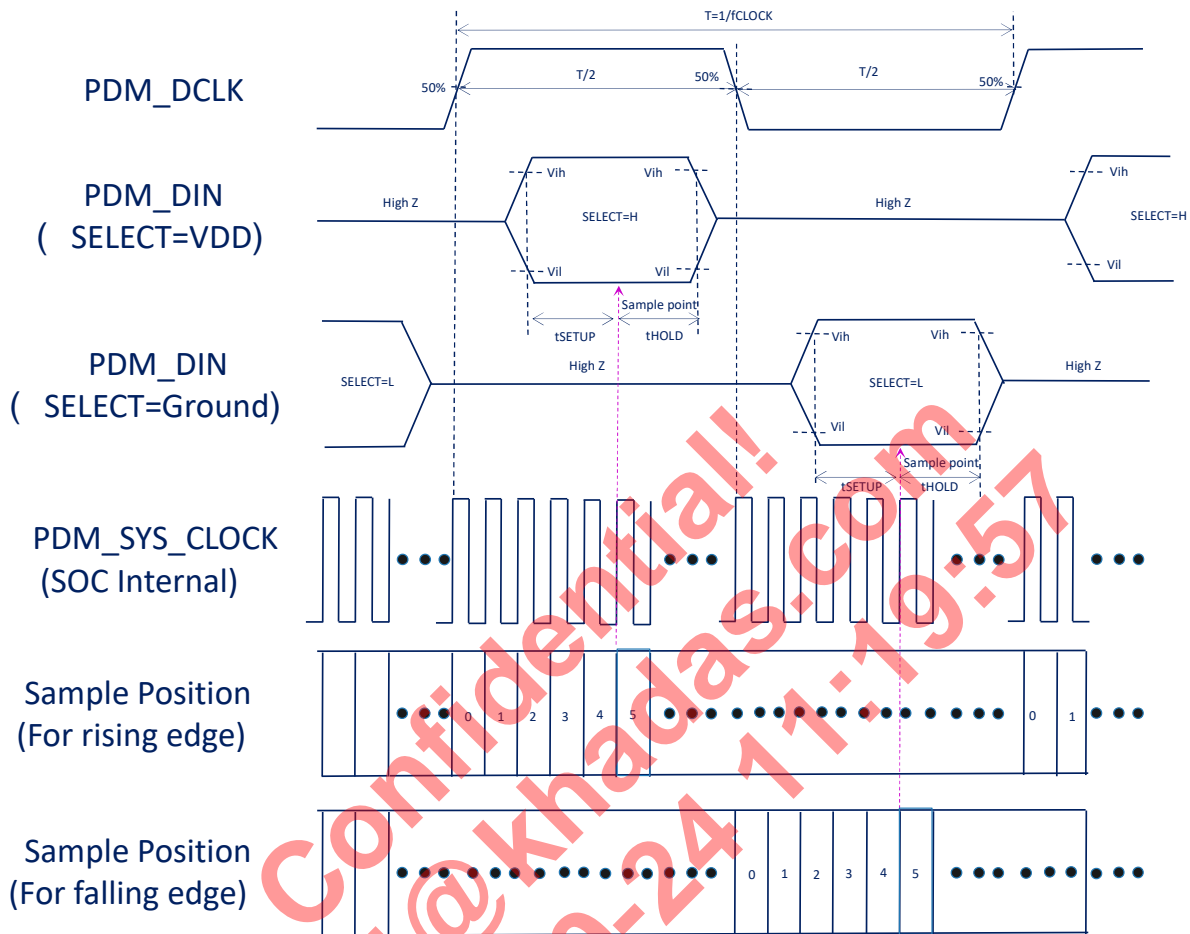 T=1/fCLOCK
PDM_DCLK
50%
T/2
50%
T/2
50%
PDM_DIN
( SELECT=VDD)
High Z
Vih
Vih
SELECT=H
Vil
Vil
High Z
Vih
SELECT=H
Vil
Sample point
tSETUP
tHOLD
PDM_DIN
( SELECT=Ground)
SELECT=L
High Z
Vih
Vih
SELECT=L
Vil
Vil
High Z
Sample point
tSETUP
tHOLD
PDM_SYS_CLOCK
(SOC Internal)
Sample Position
(For rising edge)
0 1 2 3 4 5 0 1
Sample Position
(For falling edge)
0 1 2 3 4 5
Confidential!
@khadas.com
-24 11:19:57